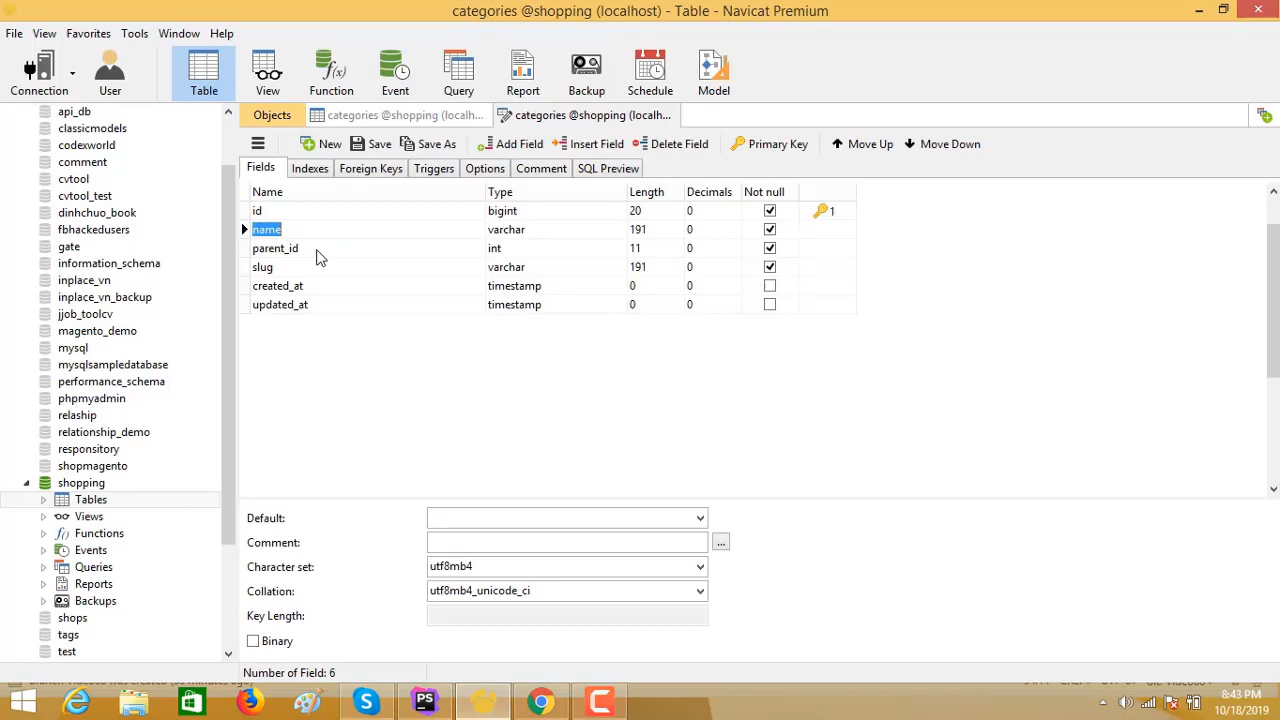 categories @shopping (localhost) - Table - Navicat Premium
File View Favorites Tools Window Help
Connection User Table View Function Event Query Report Backup Schedule Model
Objects categories @shopping (localh... categories @shopping (localh...
New Save Save As Add Field Insert Field Delete Field Primary Key Move Up Move Down
Fields Indexes Foreign Keys Triggers Options Comment SQL Preview
Name Type Length Decimals Not null
id bigint 20 0 1
name varchar 191 0
parent_id int 11 0
slug varchar 191 0
created_at timestamp 0 0
updated_at timestamp 0 0
api_db
classicmodels
codexworld
comment
cvtool
cvtool_test
dinhchuo_book
fbhackedusers
gate
information_schema
inplace_vn
inplace_vn_backup
jjob_toolcv
magento_demo
mysql
mysqlsampledatabase
performance_schema
phpmyadmin
relaship
relationship_demo
responsitory
shopmagento
shopping
Tables
Views
Functions
Events
Queries
Reports
Backups
shops
tags
test
Default:
Comment: ...
Character set: utf8mb4
Collation: utf8mb4_unicode_ci
Key Length:
Binary
Number of Field: 6
8:43 PM
10/18/2019